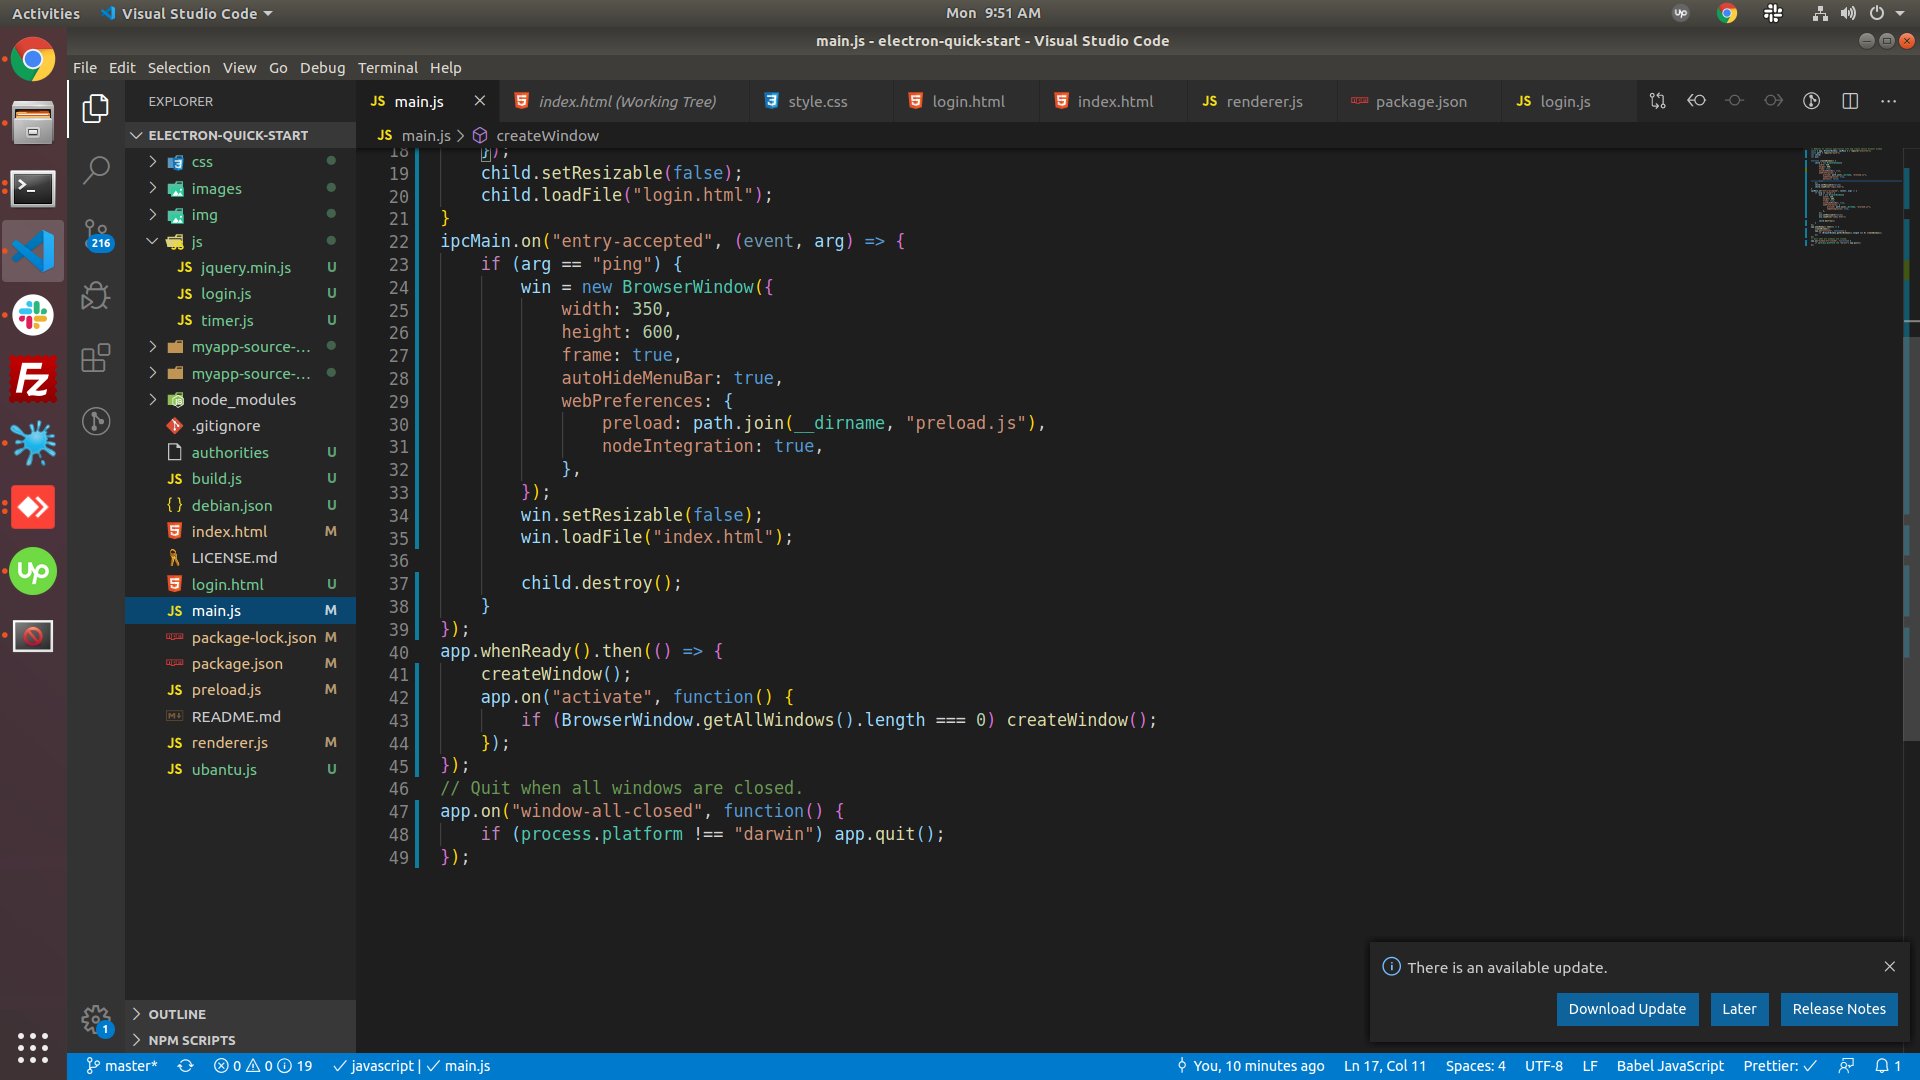 Activities Visual Studio Code Mon 9:51 AM
main.js - electron-quick-start - Visual Studio Code
File Edit Selection View Go Debug Terminal Help
EXPLORER
ELECTRON-QUICK-START
css
images
img
js
jquery.min.js U
login.js U
timer.js U
myapp-source-...
myapp-source-...
node_modules
.gitignore
authorities U
build.js U
debian.json U
index.html M
LICENSE.md
login.html U
main.js M
package-lock.json M
package.json M
preload.js M
README.md
renderer.js M
ubantu.js U
OUTLINE
NPM SCRIPTS
216
1
main.js index.html (Working Tree) style.css login.html index.html renderer.js package.json login.js
main.js > createWindow
18 });
19 child.setResizable(false);
20 child.loadFile("login.html");
21 }
22 ipcMain.on("entry-accepted", (event, arg) => {
23 if (arg == "ping") {
24 win = new BrowserWindow({
25 width: 350,
26 height: 600,
27 frame: true,
28 autoHideMenuBar: true,
29 webPreferences: {
30 preload: path.join(__dirname, "preload.js"),
31 nodeIntegration: true,
32 },
33 });
34 win.setResizable(false);
35 win.loadFile("index.html");
36
37 child.destroy();
38 }
39 });
40 app.whenReady().then(() => {
41 createWindow();
42 app.on("activate", function() {
43 if (BrowserWindow.getAllWindows().length === 0) createWindow();
44 });
45 });
46 // Quit when all windows are closed.
47 app.on("window-all-closed", function() {
48 if (process.platform !== "darwin") app.quit();
49 });
There is an available update.
Download Update Later Release Notes
master* 0 0 19 javascript | main.js You, 10 minutes ago Ln 17, Col 11 Spaces: 4 UTF-8 LF Babel JavaScript Prettier: ✓ 1